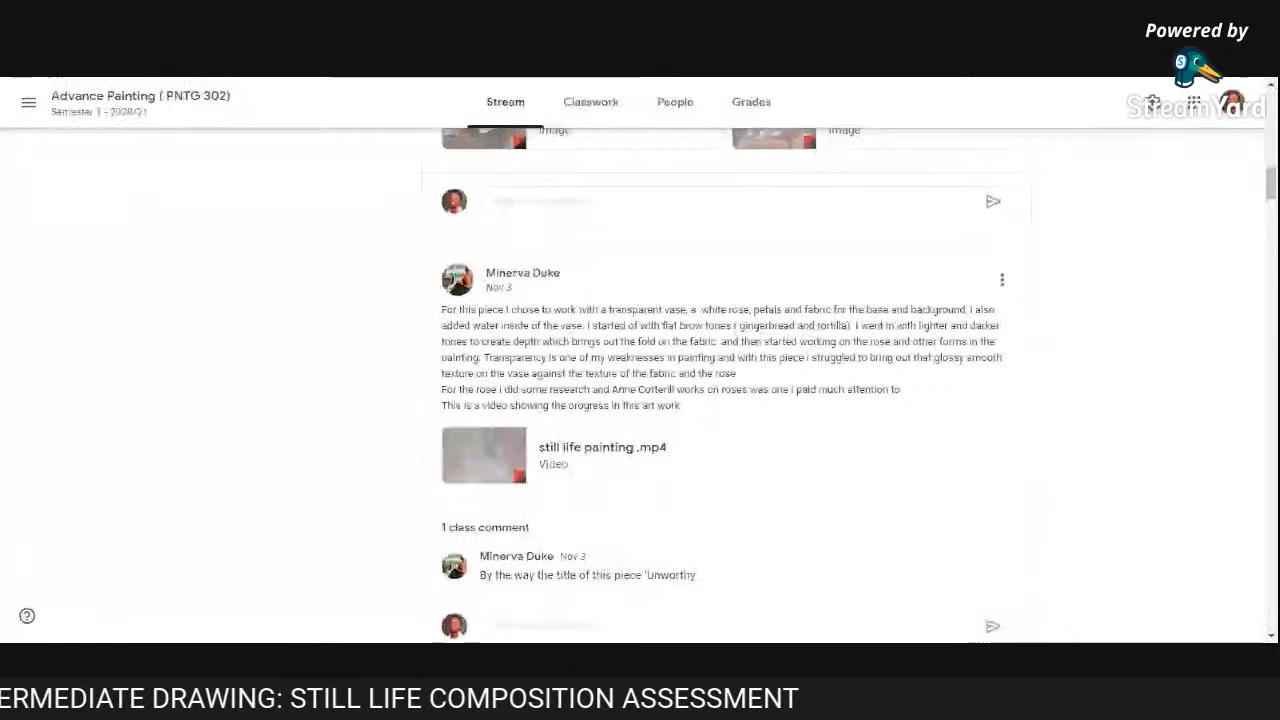 Powered by
StreamYard
Advance Painting ( PNTG 302)
Semester 1 - 2020/21
Stream
Classwork
People
Grades
Image
Image
Minerva Duke
Nov 3
For this piece I chose to work with a transparent vase, a white rose, petals and fabric for the base and background, I also
added water inside of the vase. I started of with flat brow tones ( gingerbread and tortilla). I went in with lighter and darker
tones to create depth which brings out the fold on the fabric and then started working on the rose and other forms in the
painting. Transparency is one of my weaknesses in painting and with this piece i struggled to bring out that glossy smooth
texture on the vase against the texture of the fabric and the rose
For the rose i did some research and Anne Cotterill works on roses was one i paid much attention to
This is a video showing the progress in this art work
still life painting .mp4
Video
1 class comment
Minerva Duke Nov 3
By the way the title of this piece 'Unworthy
ERMEDIATE DRAWING: STILL LIFE COMPOSITION ASSESSMENT